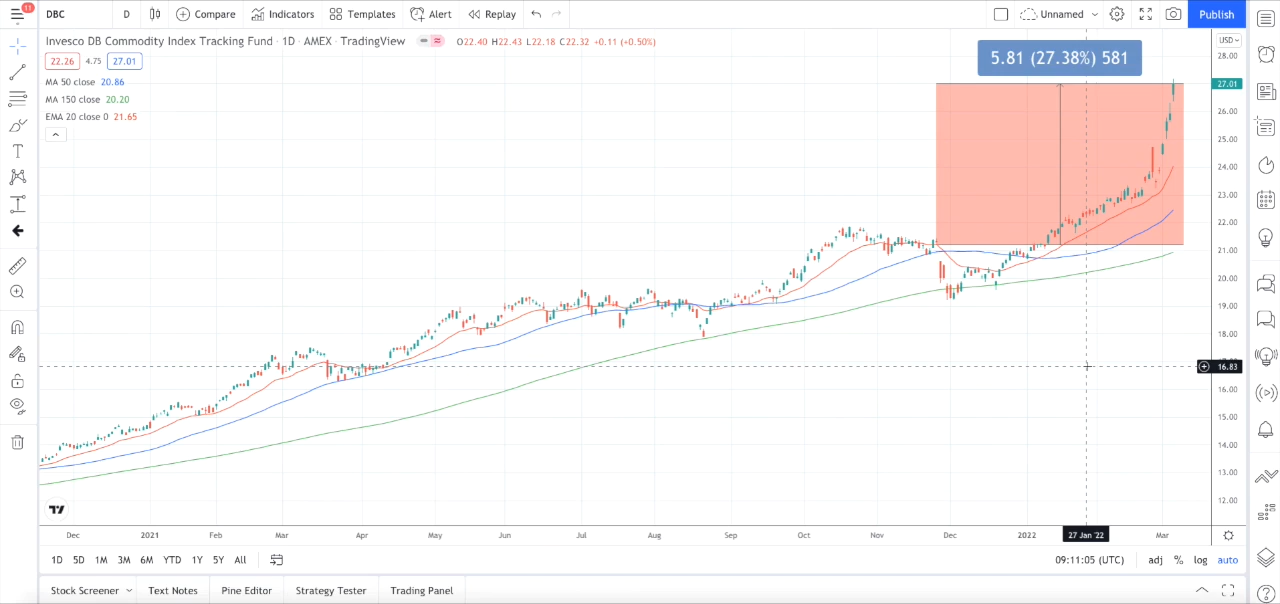 11
DBC
D
Compare
Indicators
Templates
Alert
Replay
Unnamed
Publish
Invesco DB Commodity Index Tracking Fund · 1D · AMEX · TradingView
O22.40 H22.43 L22.18 C22.32 +0.11 (+0.50%)
22.26 4.75 27.01
MA 50 close 20.86
MA 150 close 20.20
EMA 20 close 0 21.65
5.81 (27.38%) 581
USD
28.00
27.01
26.00
25.00
24.00
23.00
22.00
21.00
20.00
19.00
18.00
16.83
16.00
15.00
14.00
13.00
12.00
Dec 2021 Feb Mar Apr May Jun Jul Aug Sep Oct Nov Dec 2022 27 Jan '22 Mar
1D 5D 1M 3M 6M YTD 1Y 5Y All
09:11:05 (UTC) adj % log auto
Stock Screener Text Notes Pine Editor Strategy Tester Trading Panel